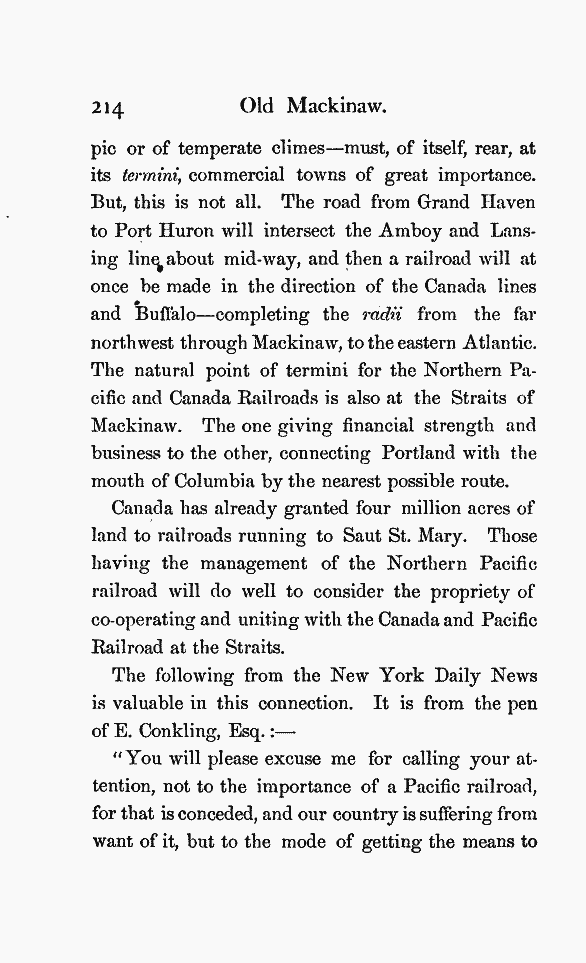 214 Old Mackinaw.
pic or of temperate climes—must, of itself, rear, at
its termini, commercial towns of great importance.
But, this is not all. The road from Grand Haven
to Port Huron will intersect the Amboy and Lans-
ing line, about mid-way, and then a railroad will at
once be made in the direction of the Canada lines
and Buffalo—completing the radii from the far
northwest through Mackinaw, to the eastern Atlantic.
The natural point of termini for the Northern Pa-
cific and Canada Railroads is also at the Straits of
Mackinaw. The one giving financial strength and
business to the other, connecting Portland with the
mouth of Columbia by the nearest possible route.
Canada has already granted four million acres of
land to railroads running to Saut St. Mary. Those
having the management of the Northern Pacific
railroad will do well to consider the propriety of
co-operating and uniting with the Canada and Pacific
Railroad at the Straits.
The following from the New York Daily News
is valuable in this connection. It is from the pen
of E. Conkling, Esq.:—
"You will please excuse me for calling your at-
tention, not to the importance of a Pacific railroad,
for that is conceded, and our country is suffering from
want of it, but to the mode of getting the means to